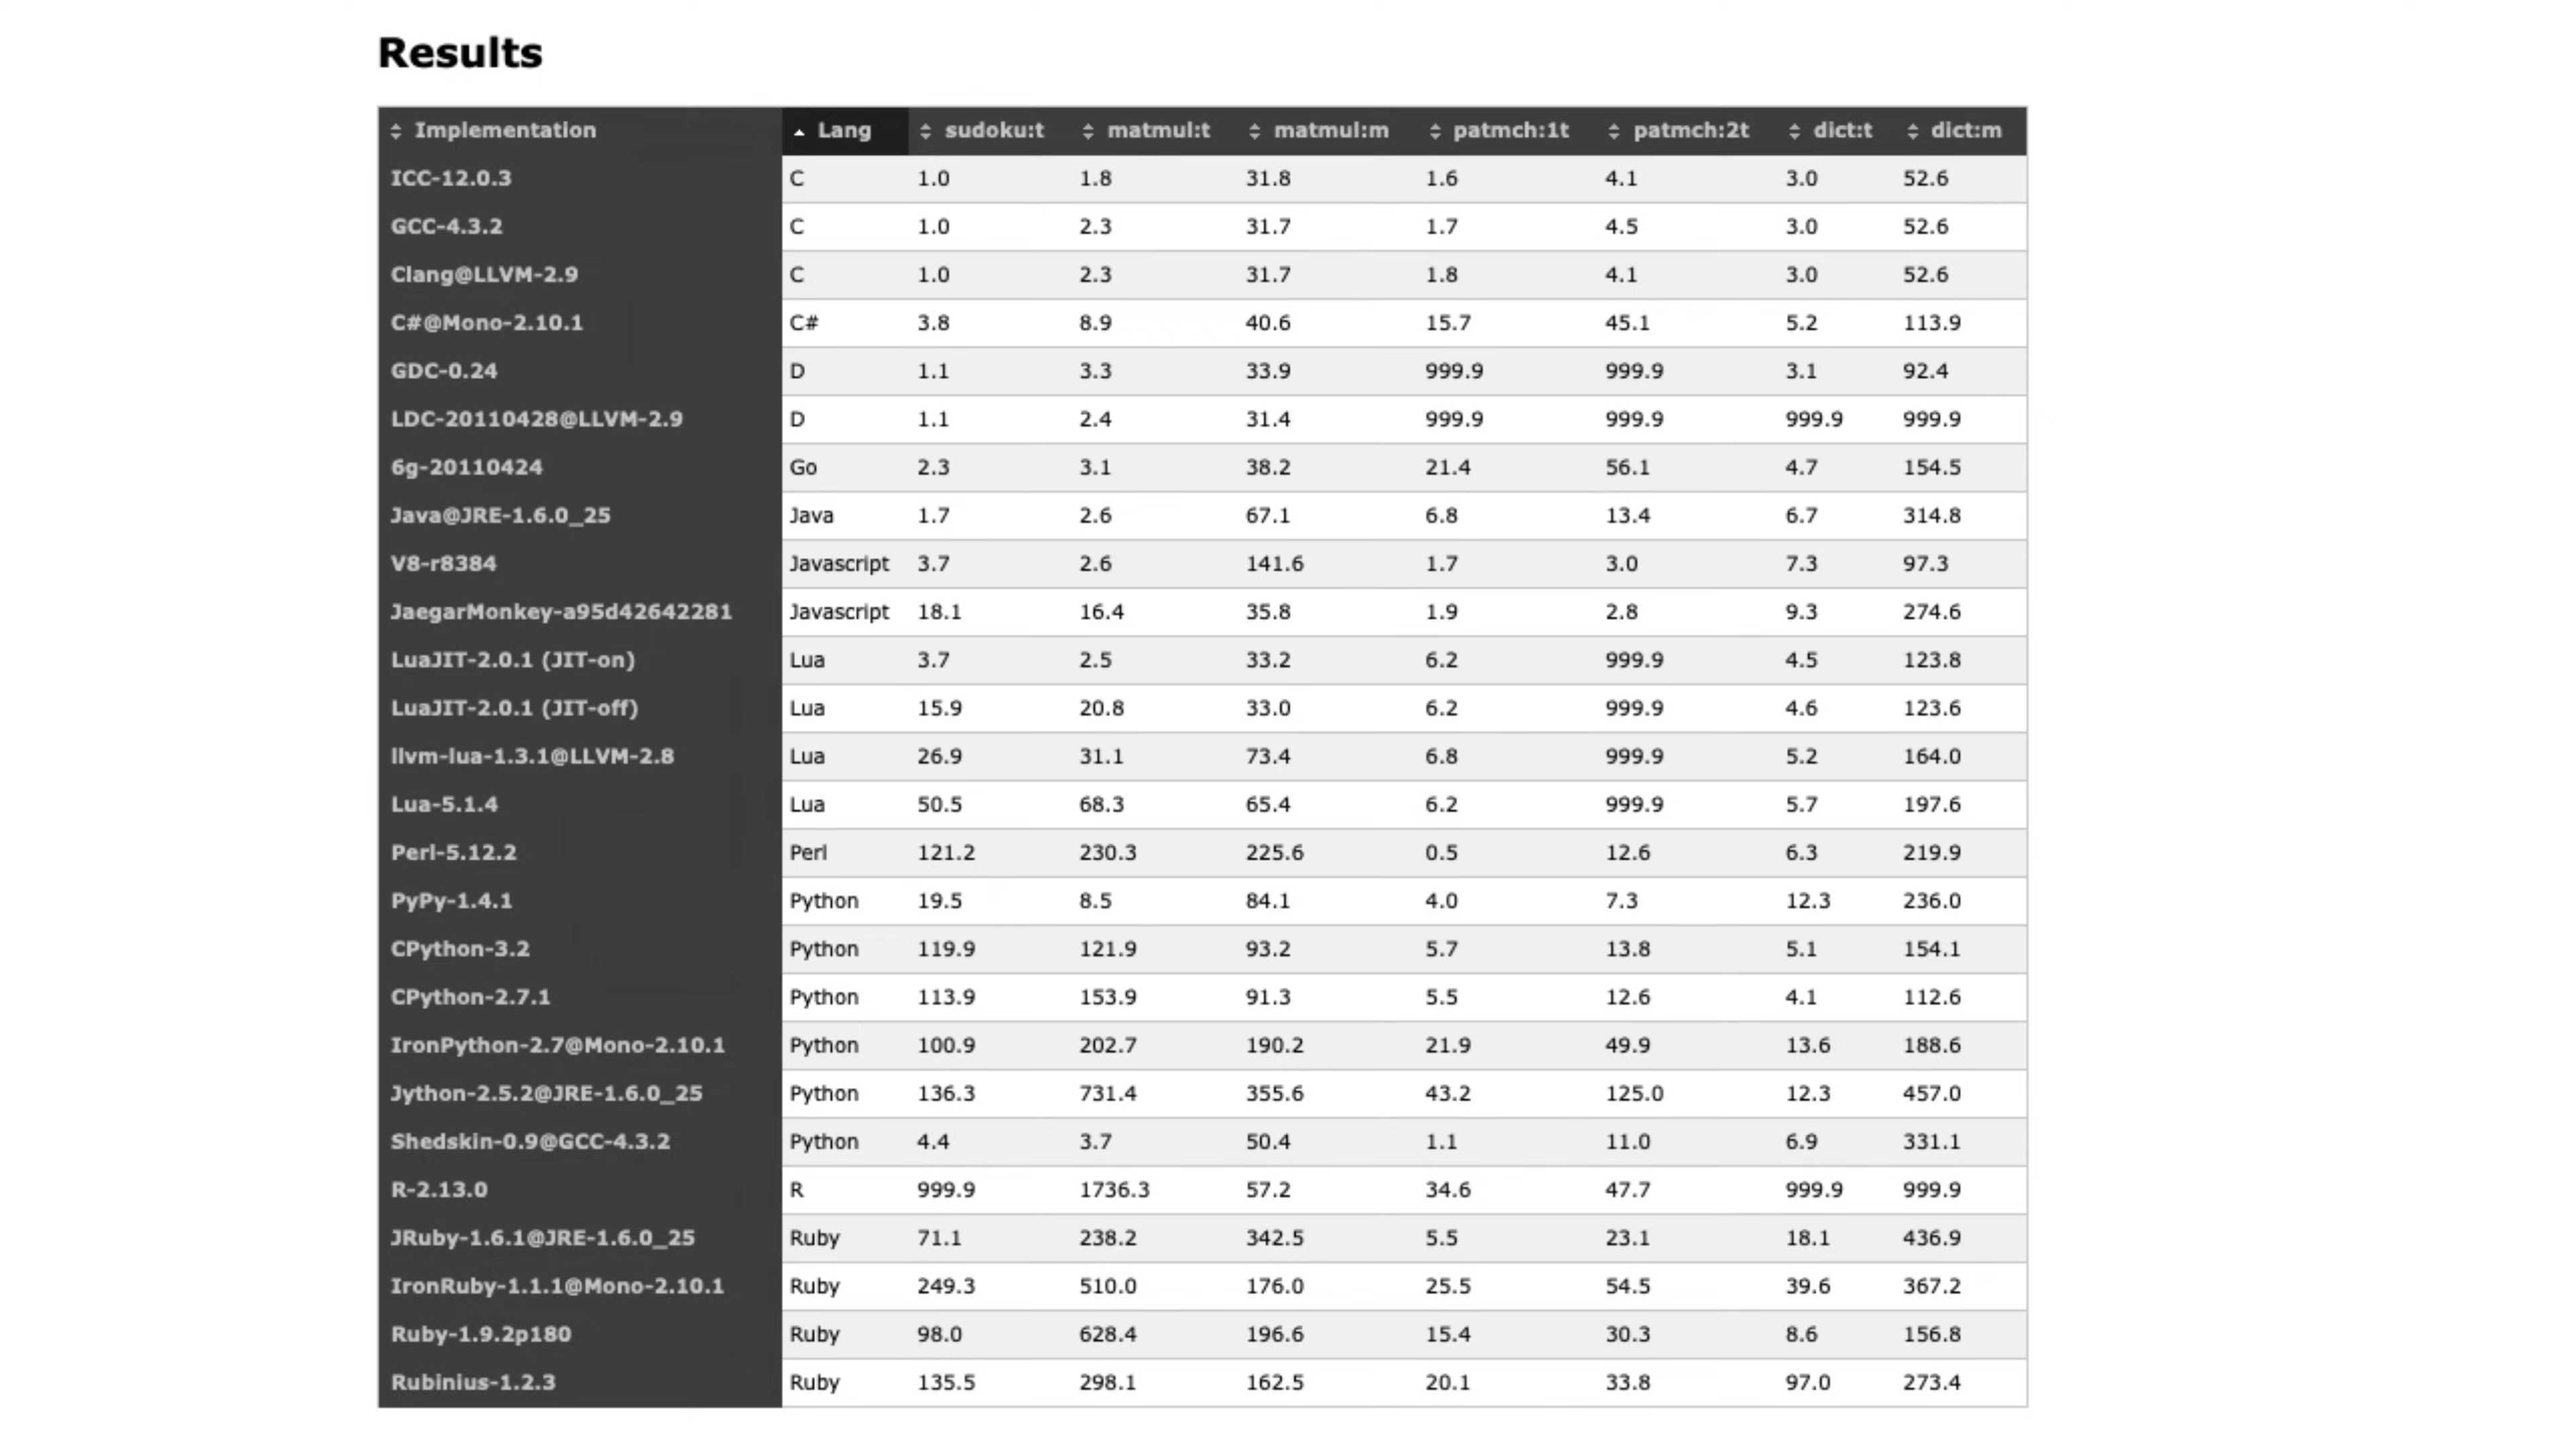 Results
Implementation Lang sudoku:t matmul:t matmul:m patmch:1t patmch:2t dict:t dict:m
ICC-12.0.3 C 1.0 1.8 31.8 1.6 4.1 3.0 52.6
GCC-4.3.2 C 1.0 2.3 31.7 1.7 4.5 3.0 52.6
Clang@LLVM-2.9 C 1.0 2.3 31.7 1.8 4.1 3.0 52.6
C#@Mono-2.10.1 C# 3.8 8.9 40.6 15.7 45.1 5.2 113.9
GDC-0.24 D 1.1 3.3 33.9 999.9 999.9 3.1 92.4
LDC-20110428@LLVM-2.9 D 1.1 2.4 31.4 999.9 999.9 999.9 999.9
6g-20110424 Go 2.3 3.1 38.2 21.4 56.1 4.7 154.5
Java@JRE-1.6.0_25 Java 1.7 2.6 67.1 6.8 13.4 6.7 314.8
V8-r8384 Javascript 3.7 2.6 141.6 1.7 3.0 7.3 97.3
JaegarMonkey-a95d42642281 Javascript 18.1 16.4 35.8 1.9 2.8 9.3 274.6
LuaJIT-2.0.1 (JIT-on) Lua 3.7 2.5 33.2 6.2 999.9 4.5 123.8
LuaJIT-2.0.1 (JIT-off) Lua 15.9 20.8 33.0 6.2 999.9 4.6 123.6
llvm-lua-1.3.1@LLVM-2.8 Lua 26.9 31.1 73.4 6.8 999.9 5.2 164.0
Lua-5.1.4 Lua 50.5 68.3 65.4 6.2 999.9 5.7 197.6
Perl-5.12.2 Perl 121.2 230.3 225.6 0.5 12.6 6.3 219.9
PyPy-1.4.1 Python 19.5 8.5 84.1 4.0 7.3 12.3 236.0
CPython-3.2 Python 119.9 121.9 93.2 5.7 13.8 5.1 154.1
CPython-2.7.1 Python 113.9 153.9 91.3 5.5 12.6 4.1 112.6
IronPython-2.7@Mono-2.10.1 Python 100.9 202.7 190.2 21.9 49.9 13.6 188.6
Jython-2.5.2@JRE-1.6.0_25 Python 136.3 731.4 355.6 43.2 125.0 12.3 457.0
Shedskin-0.9@GCC-4.3.2 Python 4.4 3.7 50.4 1.1 11.0 6.9 331.1
R-2.13.0 R 999.9 1736.3 57.2 34.6 47.7 999.9 999.9
JRuby-1.6.1@JRE-1.6.0_25 Ruby 71.1 238.2 342.5 5.5 23.1 18.1 436.9
IronRuby-1.1.1@Mono-2.10.1 Ruby 249.3 510.0 176.0 25.5 54.5 39.6 367.2
Ruby-1.9.2p180 Ruby 98.0 628.4 196.6 15.4 30.3 8.6 156.8
Rubinius-1.2.3 Ruby 135.5 298.1 162.5 20.1 33.8 97.0 273.4